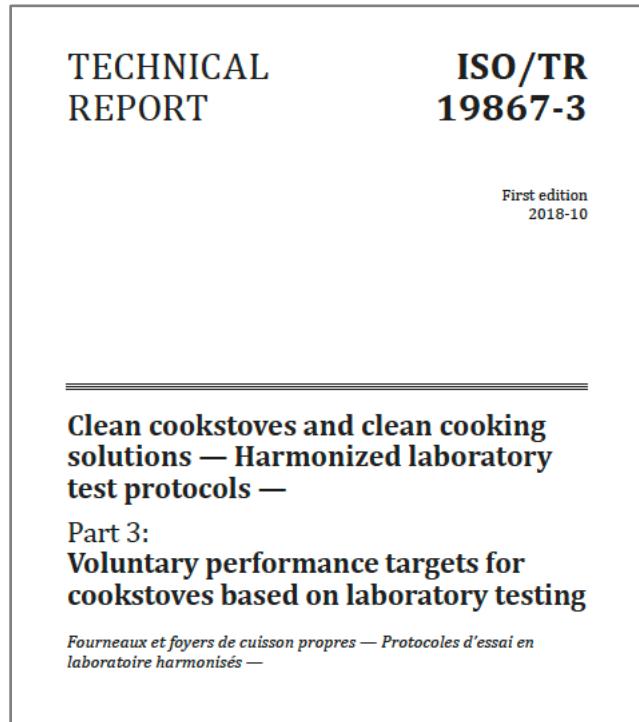 TECHNICAL REPORT
ISO/TR 19867-3
First edition
2018-10
Clean cookstoves and clean cooking
solutions — Harmonized laboratory
test protocols —
Part 3:
Voluntary performance targets for
cookstoves based on laboratory testing
Fourneaux et foyers de cuisson propres — Protocoles d'essai en
laboratoire harmonisés —